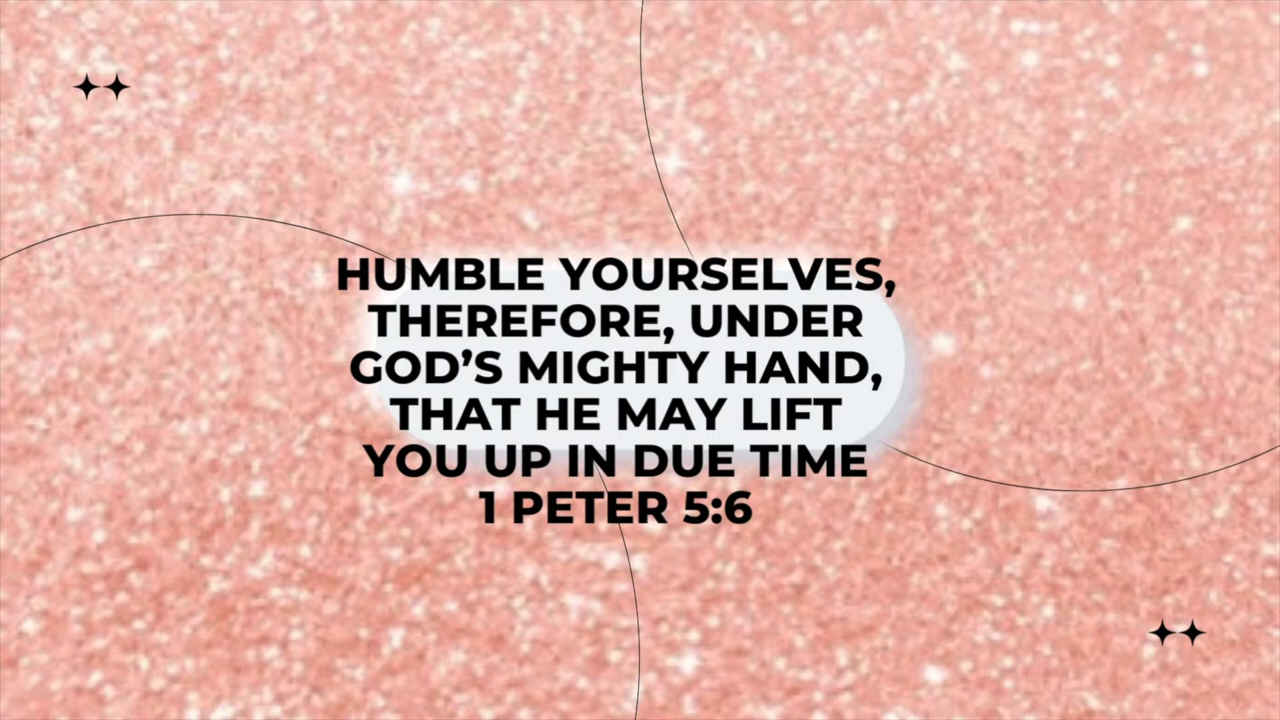 HUMBLE YOURSELVES,
THEREFORE, UNDER
GOD’S MIGHTY HAND,
THAT HE MAY LIFT
YOU UP IN DUE TIME
1 PETER 5:6